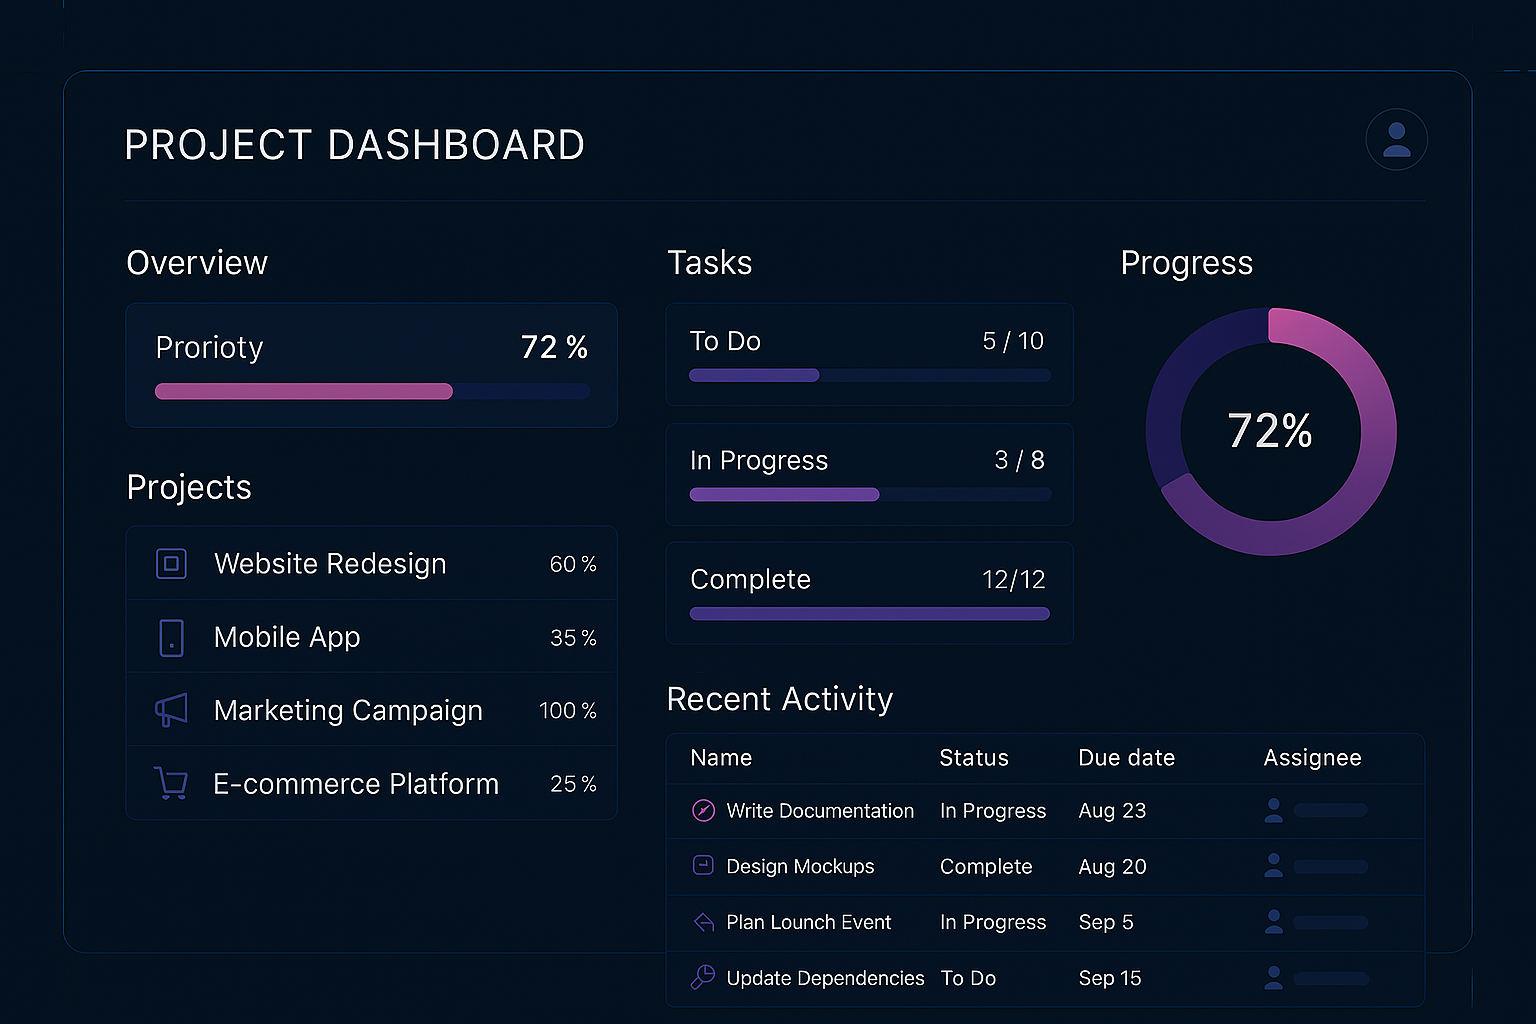 PROJECT DASHBOARD
Overview
Prorioty 72 %
Projects
Website Redesign 60 %
Mobile App 35 %
Marketing Campaign 100 %
E-commerce Platform 25 %
Tasks
To Do 5 / 10
In Progress 3 / 8
Complete 12/12
Progress
72%
Recent Activity
Name Status Due date Assignee
Write Documentation In Progress Aug 23
Design Mockups Complete Aug 20
Plan Lounch Event In Progress Sep 5
Update Dependencies To Do Sep 15